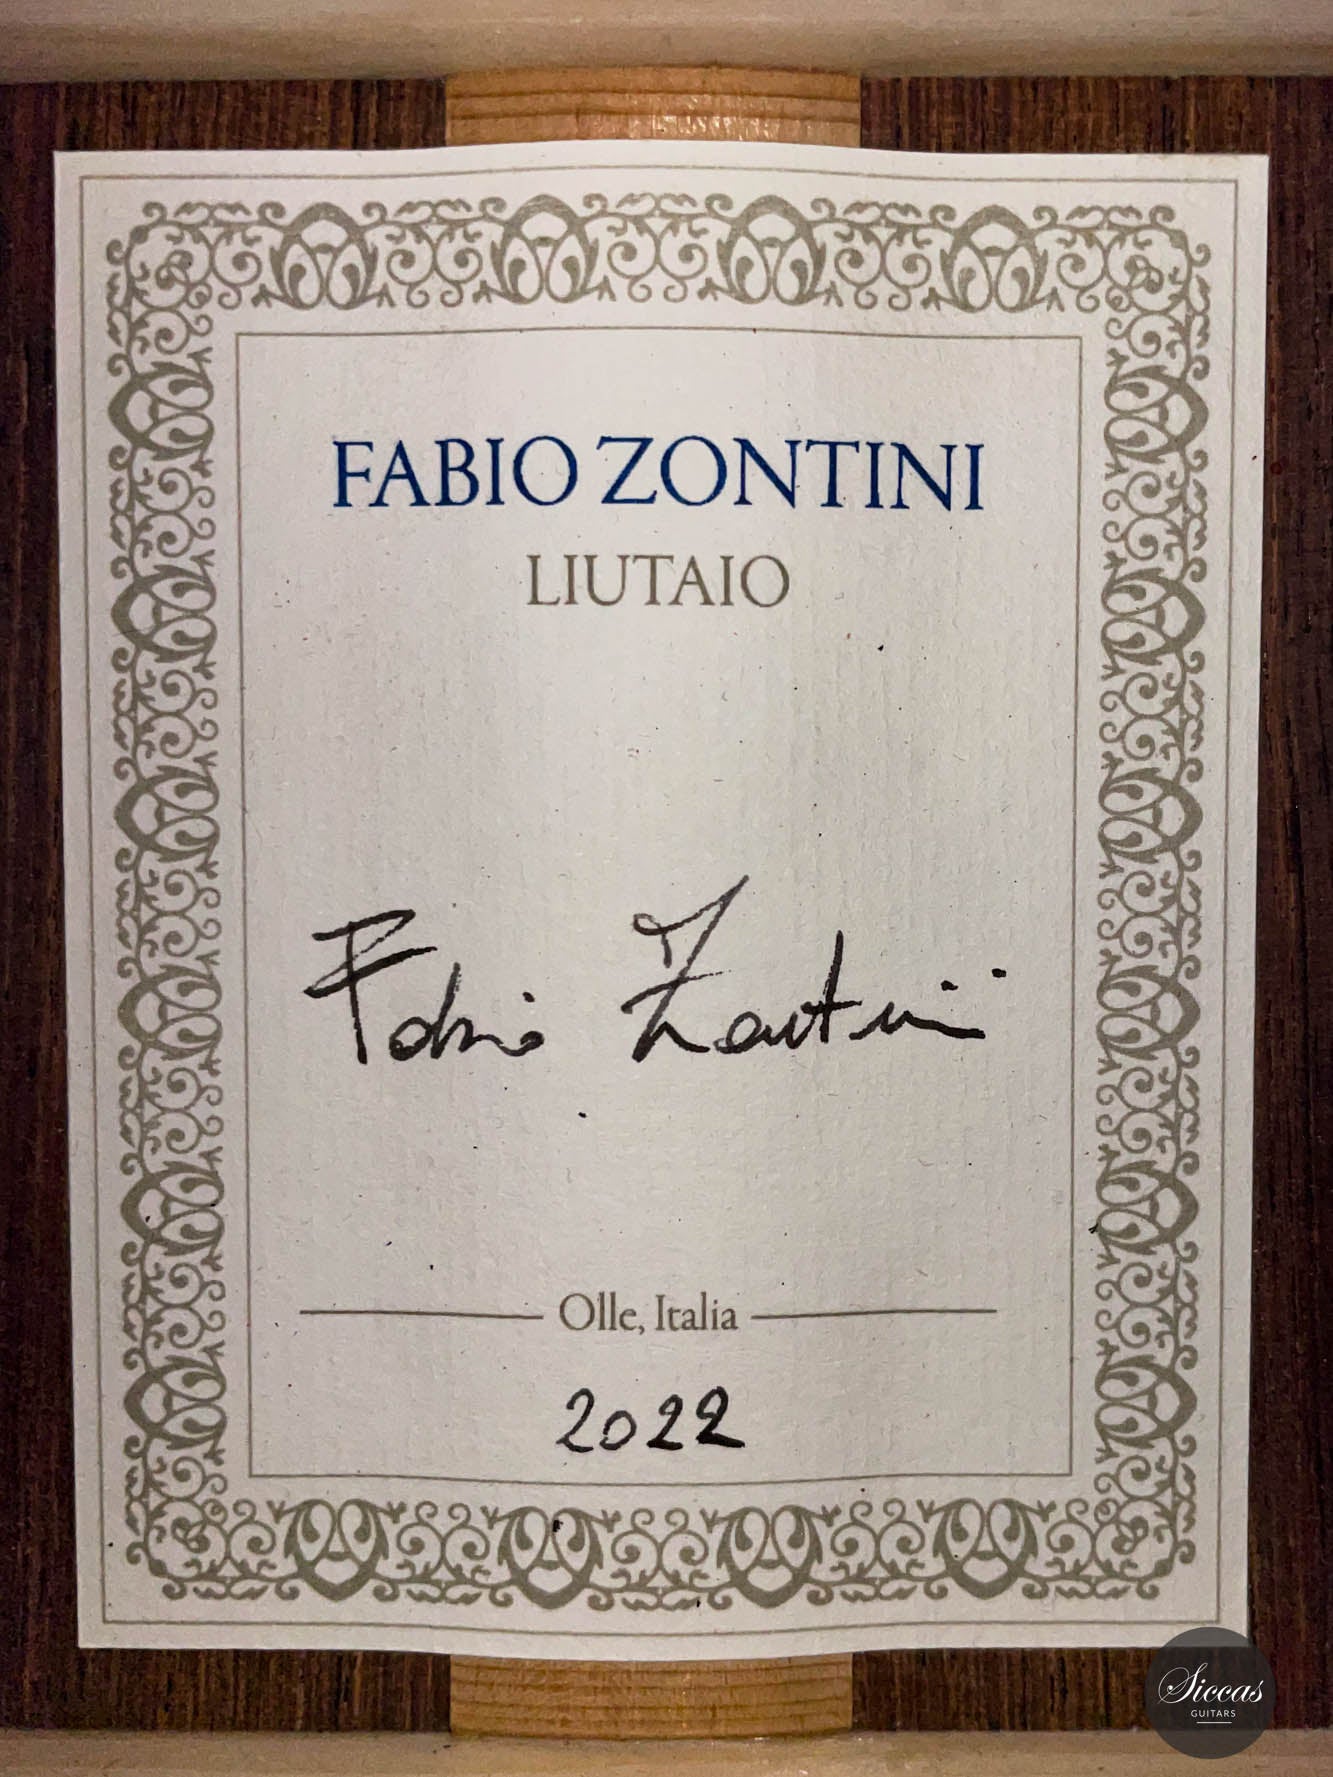 FABIO ZONTINI
LIUTAIO
Fabio Zontini
Olle, Italia
2022
Siccas
GUITARS